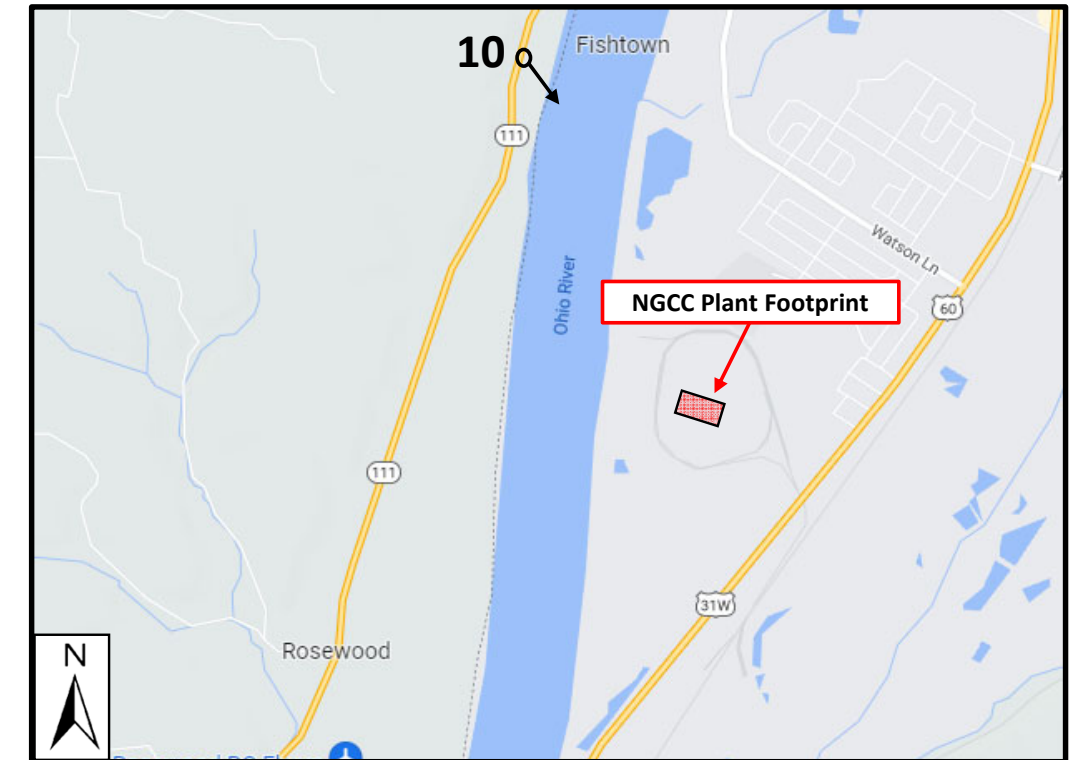 10
Fishtown
111
Watson Ln
Ohio River
NGCC Plant Footprint
60
111
31W
N
Rosewood